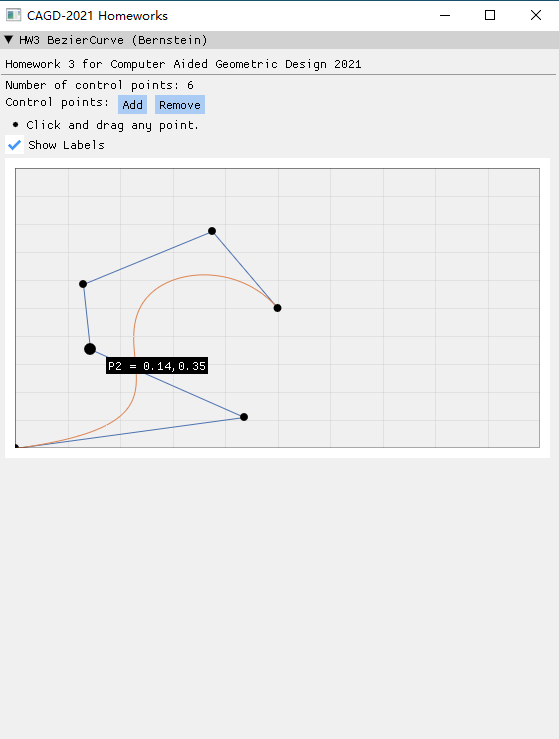 CAGD-2021 Homeworks
HW3 BezierCurve (Bernstein)
Homework 3 for Computer Aided Geometric Design 2021
Number of control points: 6
Control points: Add Remove
Click and drag any point.
Show Labels
P2 = 0.14,0.35